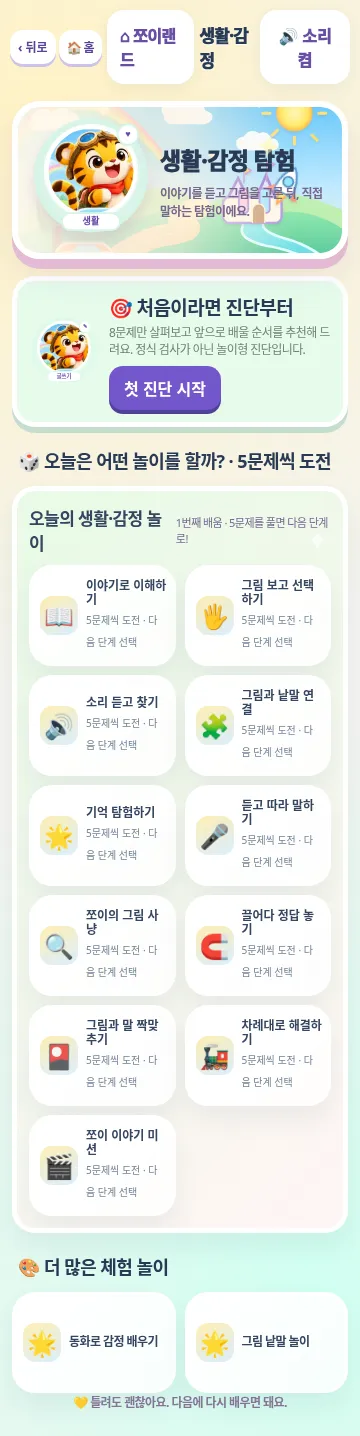 ‹ 뒤로
🏠 홈
⌂ 쪼이랜
드
생활·감
정
🔊 소리
켬
생활
생활·감정 탐험
이야기를 듣고 그림을 고른 뒤, 직접
말하는 탐험이에요.
글쓰기
🎯 처음이라면 진단부터
8문제만 살펴보고 앞으로 배울 순서를 추천해 드
려요. 정식 검사가 아닌 놀이형 진단입니다.
첫 진단 시작
🎲 오늘은 어떤 놀이를 할까? · 5문제씩 도전
오늘의 생활·감정 놀
이
1번째 배움 · 5문제를 풀면 다음 단계
로!
이야기로 이해하
기
5문제씩 도전 · 다
음 단계 선택
그림 보고 선택
하기
5문제씩 도전 · 다
음 단계 선택
소리 듣고 찾기
5문제씩 도전 · 다
음 단계 선택
그림과 낱말 연
결
5문제씩 도전 · 다
음 단계 선택
기억 탐험하기
5문제씩 도전 · 다
음 단계 선택
듣고 따라 말하
기
5문제씩 도전 · 다
음 단계 선택
쪼이의 그림 사
냥
5문제씩 도전 · 다
음 단계 선택
끌어다 정답 놓
기
5문제씩 도전 · 다
음 단계 선택
그림과 말 짝맞
추기
5문제씩 도전 · 다
음 단계 선택
차례대로 해결하
기
5문제씩 도전 · 다
음 단계 선택
쪼이 이야기 미
션
5문제씩 도전 · 다
음 단계 선택
🎨 더 많은 체험 놀이
동화로 감정 배우기
그림 낱말 놀이
💛 틀려도 괜찮아요. 다음에 다시 배우면 돼요.